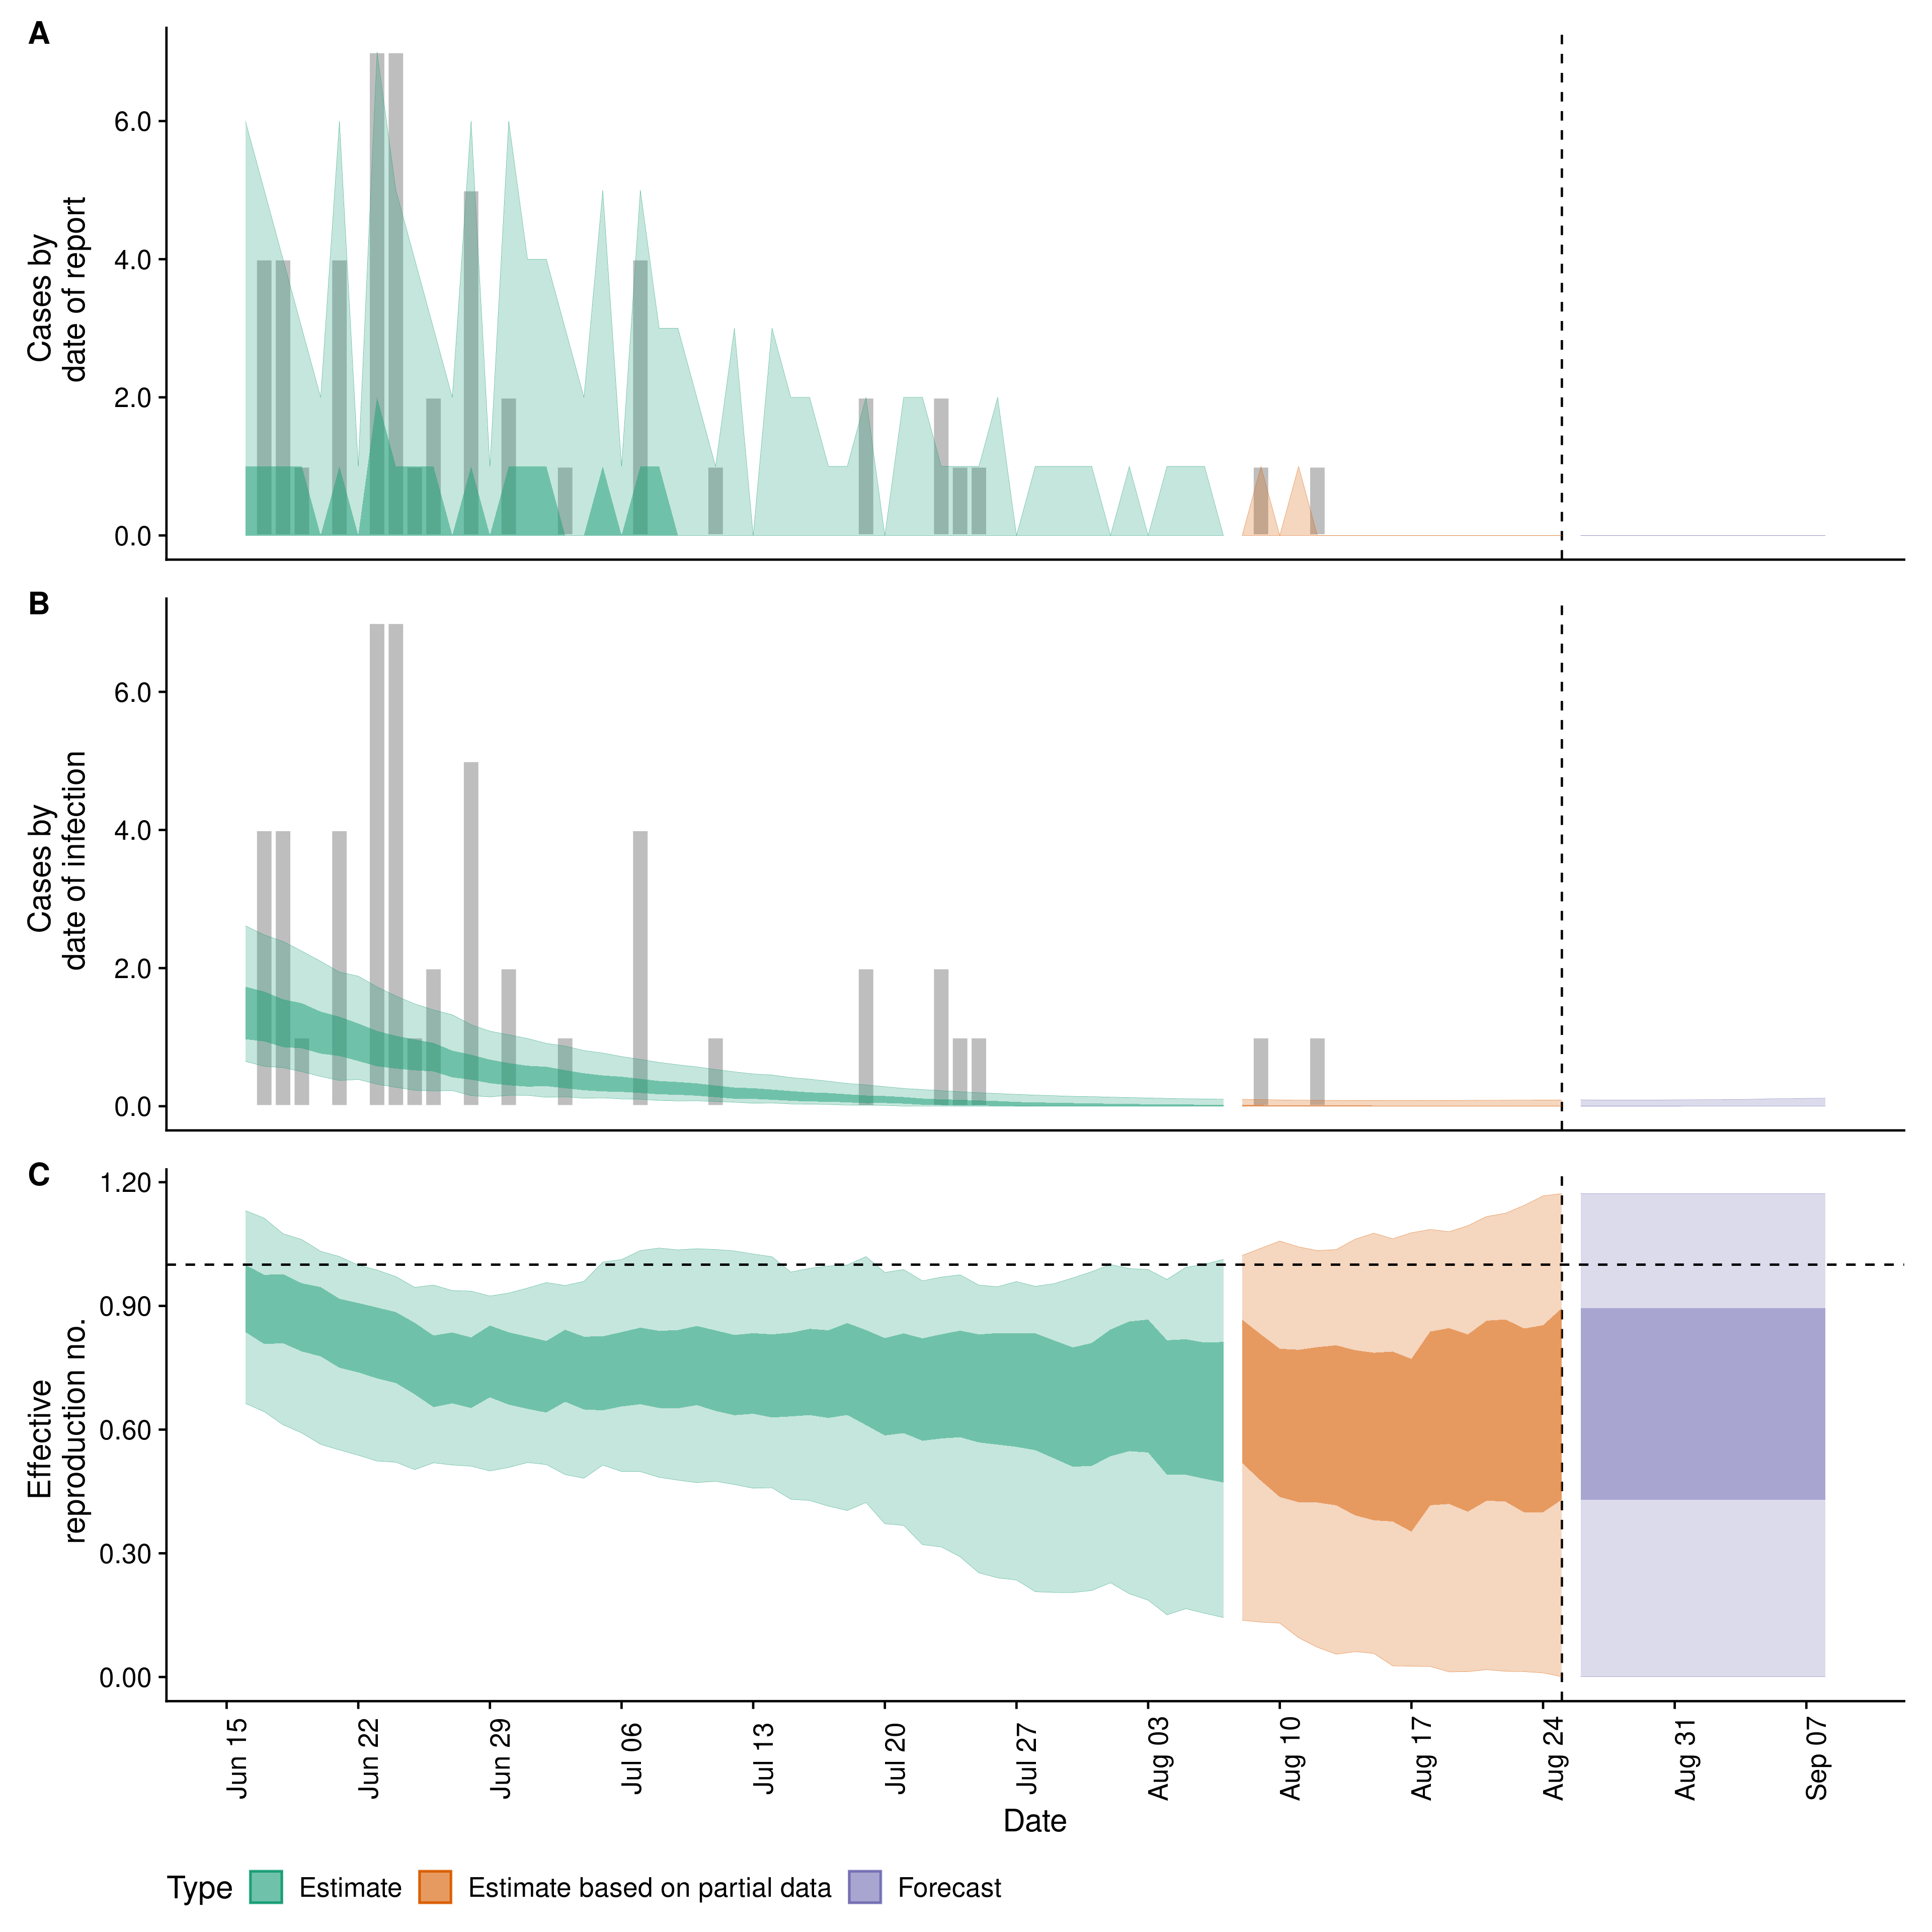 A
Cases by
date of report
6.0
4.0
2.0
0.0
B
Cases by
date of infection
6.0
4.0
2.0
0.0
C
Effective
reproduction no.
1.20
0.90
0.60
0.30
0.00
Jun 15
Jun 22
Jun 29
Jul 06
Jul 13
Jul 20
Jul 27
Aug 03
Aug 10
Aug 17
Aug 24
Aug 31
Sep 07
Date
Type Estimate Estimate based on partial data Forecast